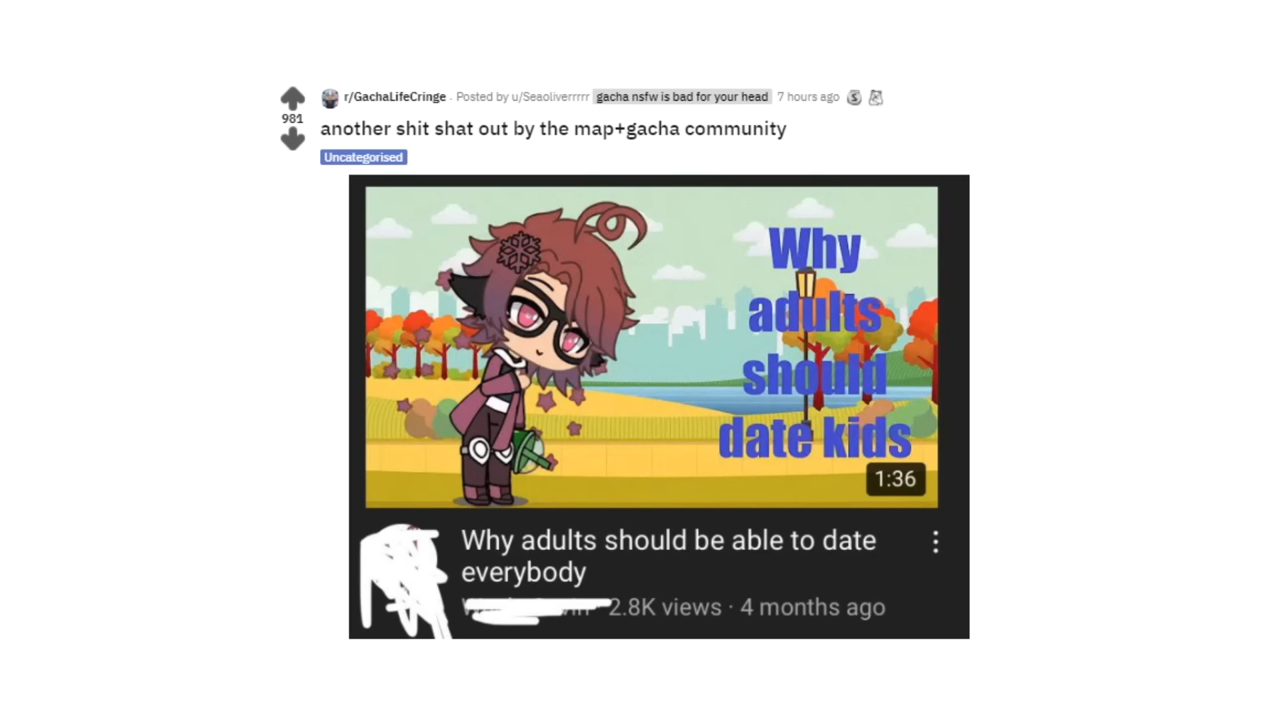 r/GachaLifeCringe · Posted by u/Seaoliverrrrr gacha nsfw is bad for your head 7 hours ago
981
another shit shat out by the map+gacha community
Uncategorised
Why
adults
should
date kids
1:36
Why adults should be able to date
everybody
2.8K views · 4 months ago